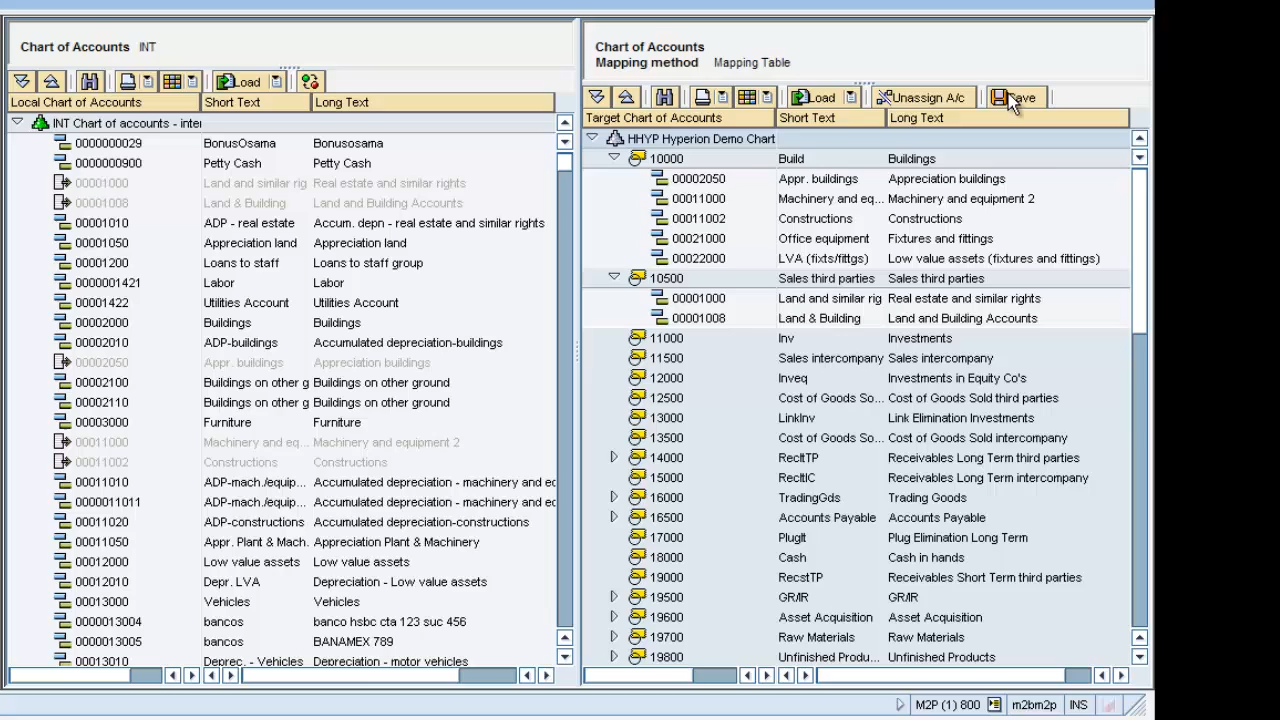 Chart of Accounts INT
Load
Local Chart of Accounts Short Text Long Text
INT Chart of accounts - inter
0000000029 BonusOsama Bonusosama
0000000900 Petty Cash Petty Cash
00001000 Land and similar rig Real estate and similar rights
00001008 Land & Building Land and Building Accounts
00001010 ADP - real estate Accum. depn - real estate and similar rights
00001050 Appreciation land Appreciation land
00001200 Loans to staff Loans to staff group
0000001421 Labor Labor
00001422 Utilities Account Utilities Account
00002000 Buildings Buildings
00002010 ADP-buildings Accumulated depreciation-buildings
00002050 Appr. buildings Appreciation buildings
00002100 Buildings on other g Buildings on other ground
00002110 Buildings on other g Buildings on other ground
00003000 Furniture Furniture
00011000 Machinery and eq... Machinery and equipment 2
00011002 Constructions Constructions
00011010 ADP-mach./equip... Accumulated depreciation - machinery and ec
0000011011 ADP-mach./equip... Accumulated depreciation - machinery and ec
00011020 ADP-constructions Accumulated depreciation-constructions
00011050 Appr. Plant & Mach. Appreciation Plant & Machinery
00012000 Low value assets Low value assets
00012010 Depr. LVA Depreciation - Low value assets
00013000 Vehicles Vehicles
0000013004 bancos banco hsbc cta 123 suc 456
0000013005 bancos BANAMEX 789
00013010 Deprec. - Vehicles Depreciation - motor vehicles
Chart of Accounts
Mapping method Mapping Table
Load Unassign A/c Save
Target Chart of Accounts Short Text Long Text
HHYP Hyperion Demo Chart
10000 Build Buildings
00002050 Appr. buildings Appreciation buildings
00011000 Machinery and eq... Machinery and equipment 2
00011002 Constructions Constructions
00021000 Office equipment Fixtures and fittings
00022000 LVA (fixts/fittgs) Low value assets (fixtures and fittings)
10500 Sales third parties Sales third parties
00001000 Land and similar rig Real estate and similar rights
00001008 Land & Building Land and Building Accounts
11000 Inv Investments
11500 Sales intercompany Sales intercompany
12000 Inveq Investments in Equity Co's
12500 Cost of Goods So... Cost of Goods Sold third parties
13000 LinkInv Link Elimination Investments
13500 Cost of Goods So... Cost of Goods Sold intercompany
14000 RecltTP Receivables Long Term third parties
15000 RecltIC Receivables Long Term intercompany
16000 TradingGds Trading Goods
16500 Accounts Payable Accounts Payable
17000 Pluglt Plug Elimination Long Term
18000 Cash Cash in hands
19000 RecstTP Receivables Short Term third parties
19500 GR/IR GR/IR
19600 Asset Acquisition Asset Acquisition
19700 Raw Materials Raw Materials
19800 Unfinished Produ... Unfinished Products
M2P (1) 800 m2bm2p INS